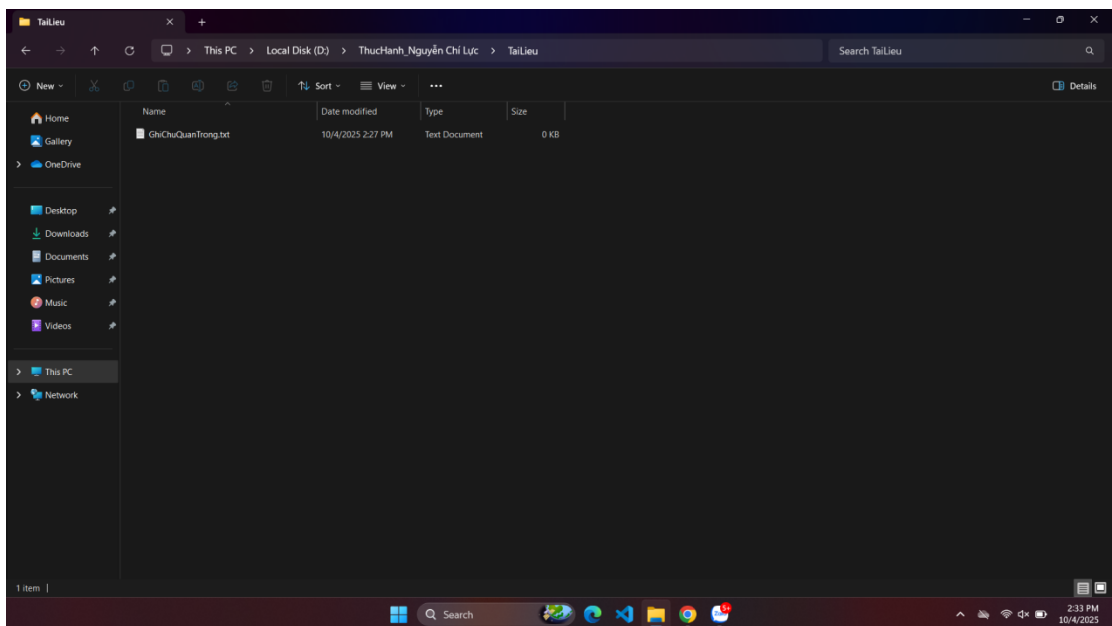 TaiLieu
This PC > Local Disk (D:) > ThucHanh_Nguyễn Chí Lực > TaiLieu
Search TaiLieu
New
Sort
View
Details
Home
Gallery
OneDrive
Desktop
Downloads
Documents
Pictures
Music
Videos
This PC
Network
Name Date modified Type Size
GhiChuQuanTrong.txt 10/4/2025 2:27 PM Text Document 0 KB
1 item
Search
2:33 PM
10/4/2025